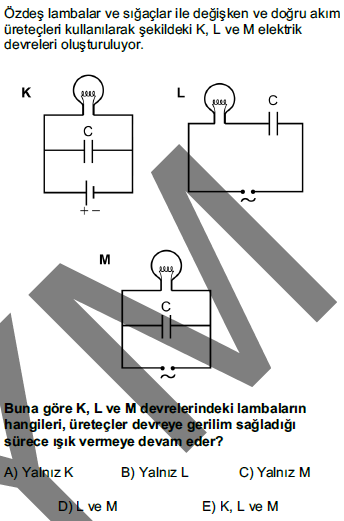 Özdeş lambalar ve sığaçlar ile değişken ve doğru akım
üreteçleri kullanılarak şekildeki K, L ve M elektrik
devreleri oluşturuluyor.
K
C
+ −
L
C
~
M
C
~
Buna göre K, L ve M devrelerindeki lambaların
hangileri, üreteçler devreye gerilim sağladığı
sürece ışık vermeye devam eder?
A) Yalnız K B) Yalnız L C) Yalnız M
D) L ve M E) K, L ve M